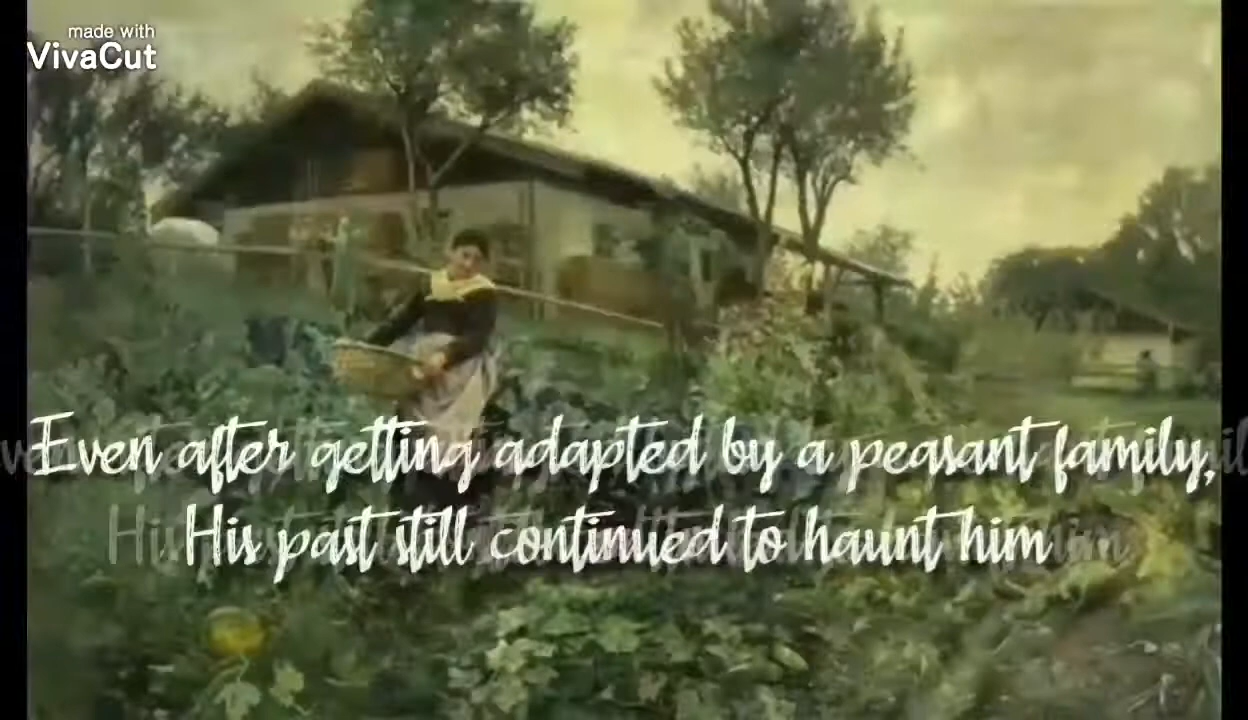 made with
VivaCut
Even after getting adapted by a peasant family,
His past still continued to haunt him